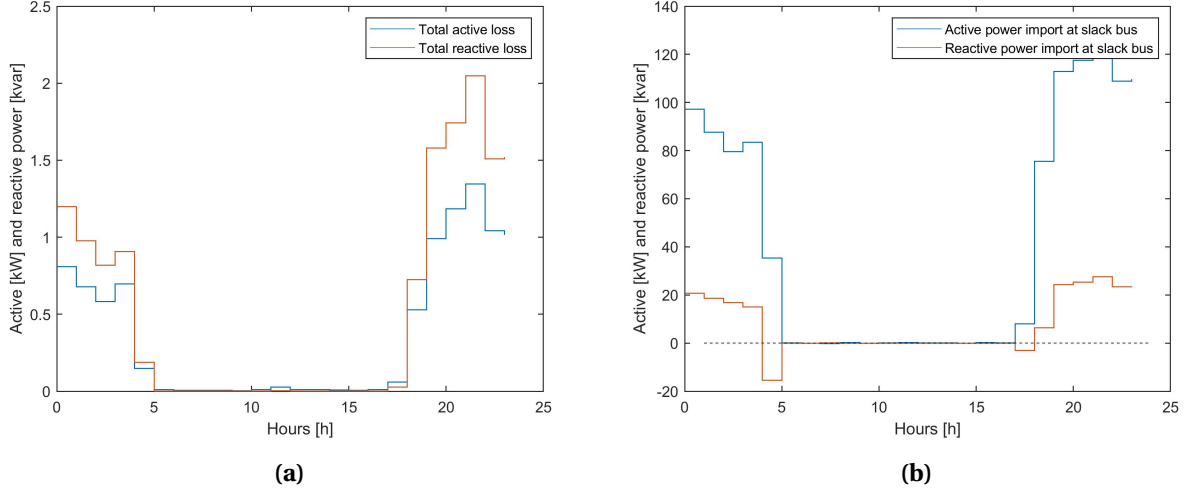 2.5
2
1.5
1
0.5
0
0
5
10
15
20
25
Active [kW] and reactive power [kvar]
Hours [h]
Total active loss
Total reactive loss
(a)
140
120
100
80
60
40
20
0
-20
0
5
10
15
20
25
Active [kW] and reactive power [kvar]
Hours [h]
Active power import at slack bus
Reactive power import at slack bus
(b)